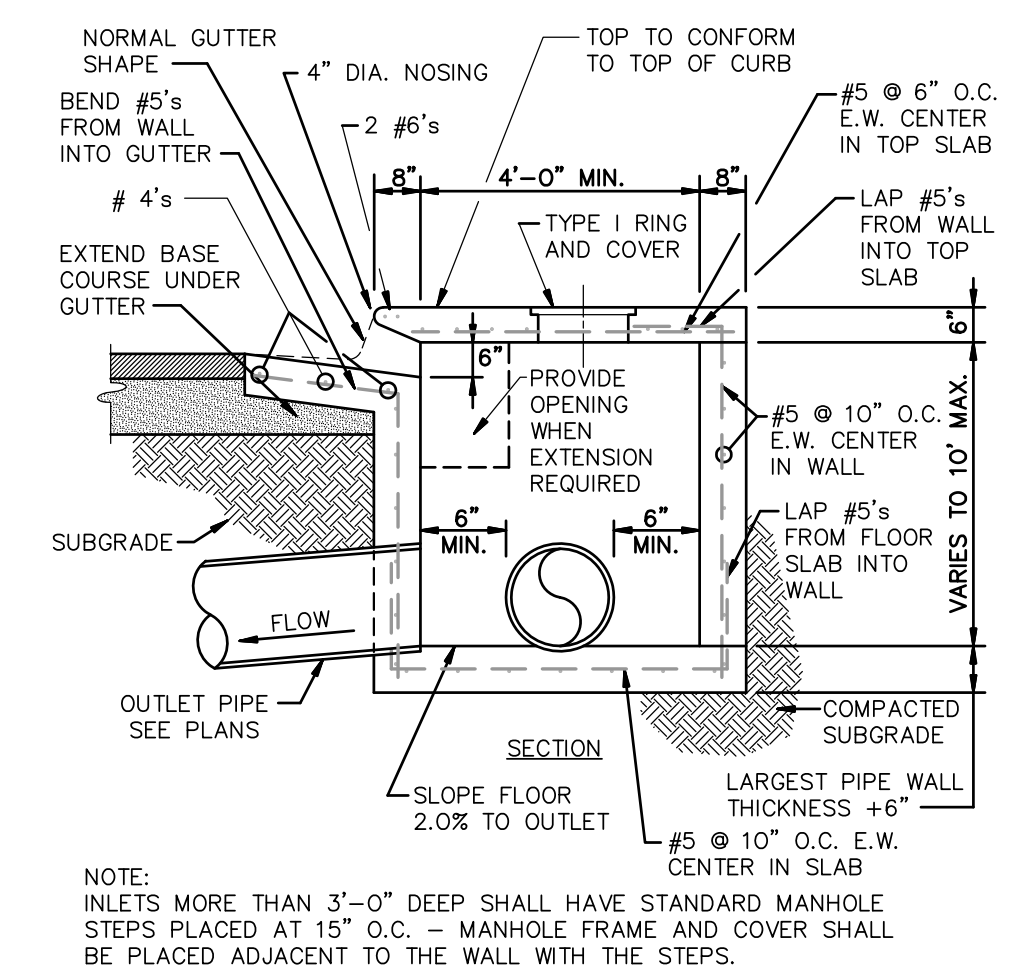 NORMAL GUTTER
SHAPE
4" DIA. NOSING
TOP TO CONFORM
TO TOP OF CURB
BEND #5's
FROM WALL
INTO GUTTER
2 #6's
#5 @ 6" O.C.
E.W. CENTER
IN TOP SLAB
8"
4'-0" MIN.
8"
# 4's
TYPE I RING
AND COVER
LAP #5's
FROM WALL
INTO TOP
SLAB
EXTEND BASE
COURSE UNDER
GUTTER
6"
6"
PROVIDE
OPENING
WHEN
EXTENSION
REQUIRED
#5 @ 10" O.C.
E.W. CENTER
IN WALL
VARIES TO 10' MAX.
6"
MIN.
6"
MIN.
LAP #5's
FROM FLOOR
SLAB INTO
WALL
SUBGRADE
FLOW
OUTLET PIPE
SEE PLANS
COMPACTED
SUBGRADE
SECTION
LARGEST PIPE WALL
THICKNESS +6"
SLOPE FLOOR
2.0% TO OUTLET
#5 @ 10" O.C. E.W.
CENTER IN SLAB
NOTE:
INLETS MORE THAN 3'-0" DEEP SHALL HAVE STANDARD MANHOLE
STEPS PLACED AT 15" O.C. - MANHOLE FRAME AND COVER SHALL
BE PLACED ADJACENT TO THE WALL WITH THE STEPS.